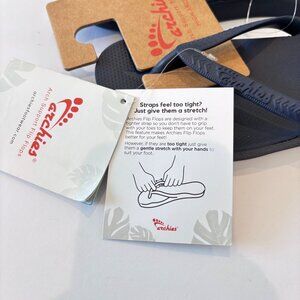 archies
archies
Arch Support Flip Flops
archiesfootwear.com
Straps feel too tight?
Just give them a stretch!
Archies Flip Flops are designed with a
tighter strap so you don't have to grip
with your toes to keep them on your feet.
This feature makes Archies Flip Flops
better for your feet!
However, if they are too tight just give
them a gentle stretch with your hands to
suit your foot.
archies